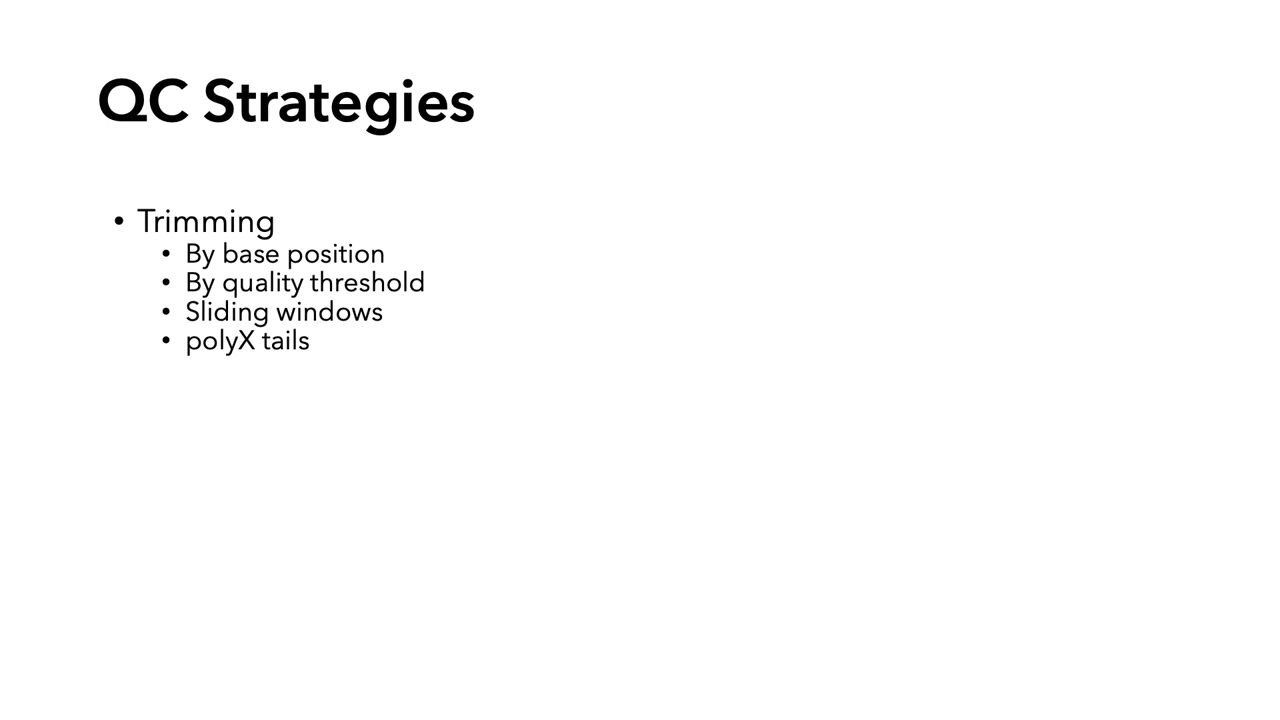 QC Strategies
• Trimming
• By base position
• By quality threshold
• Sliding windows
• polyX tails